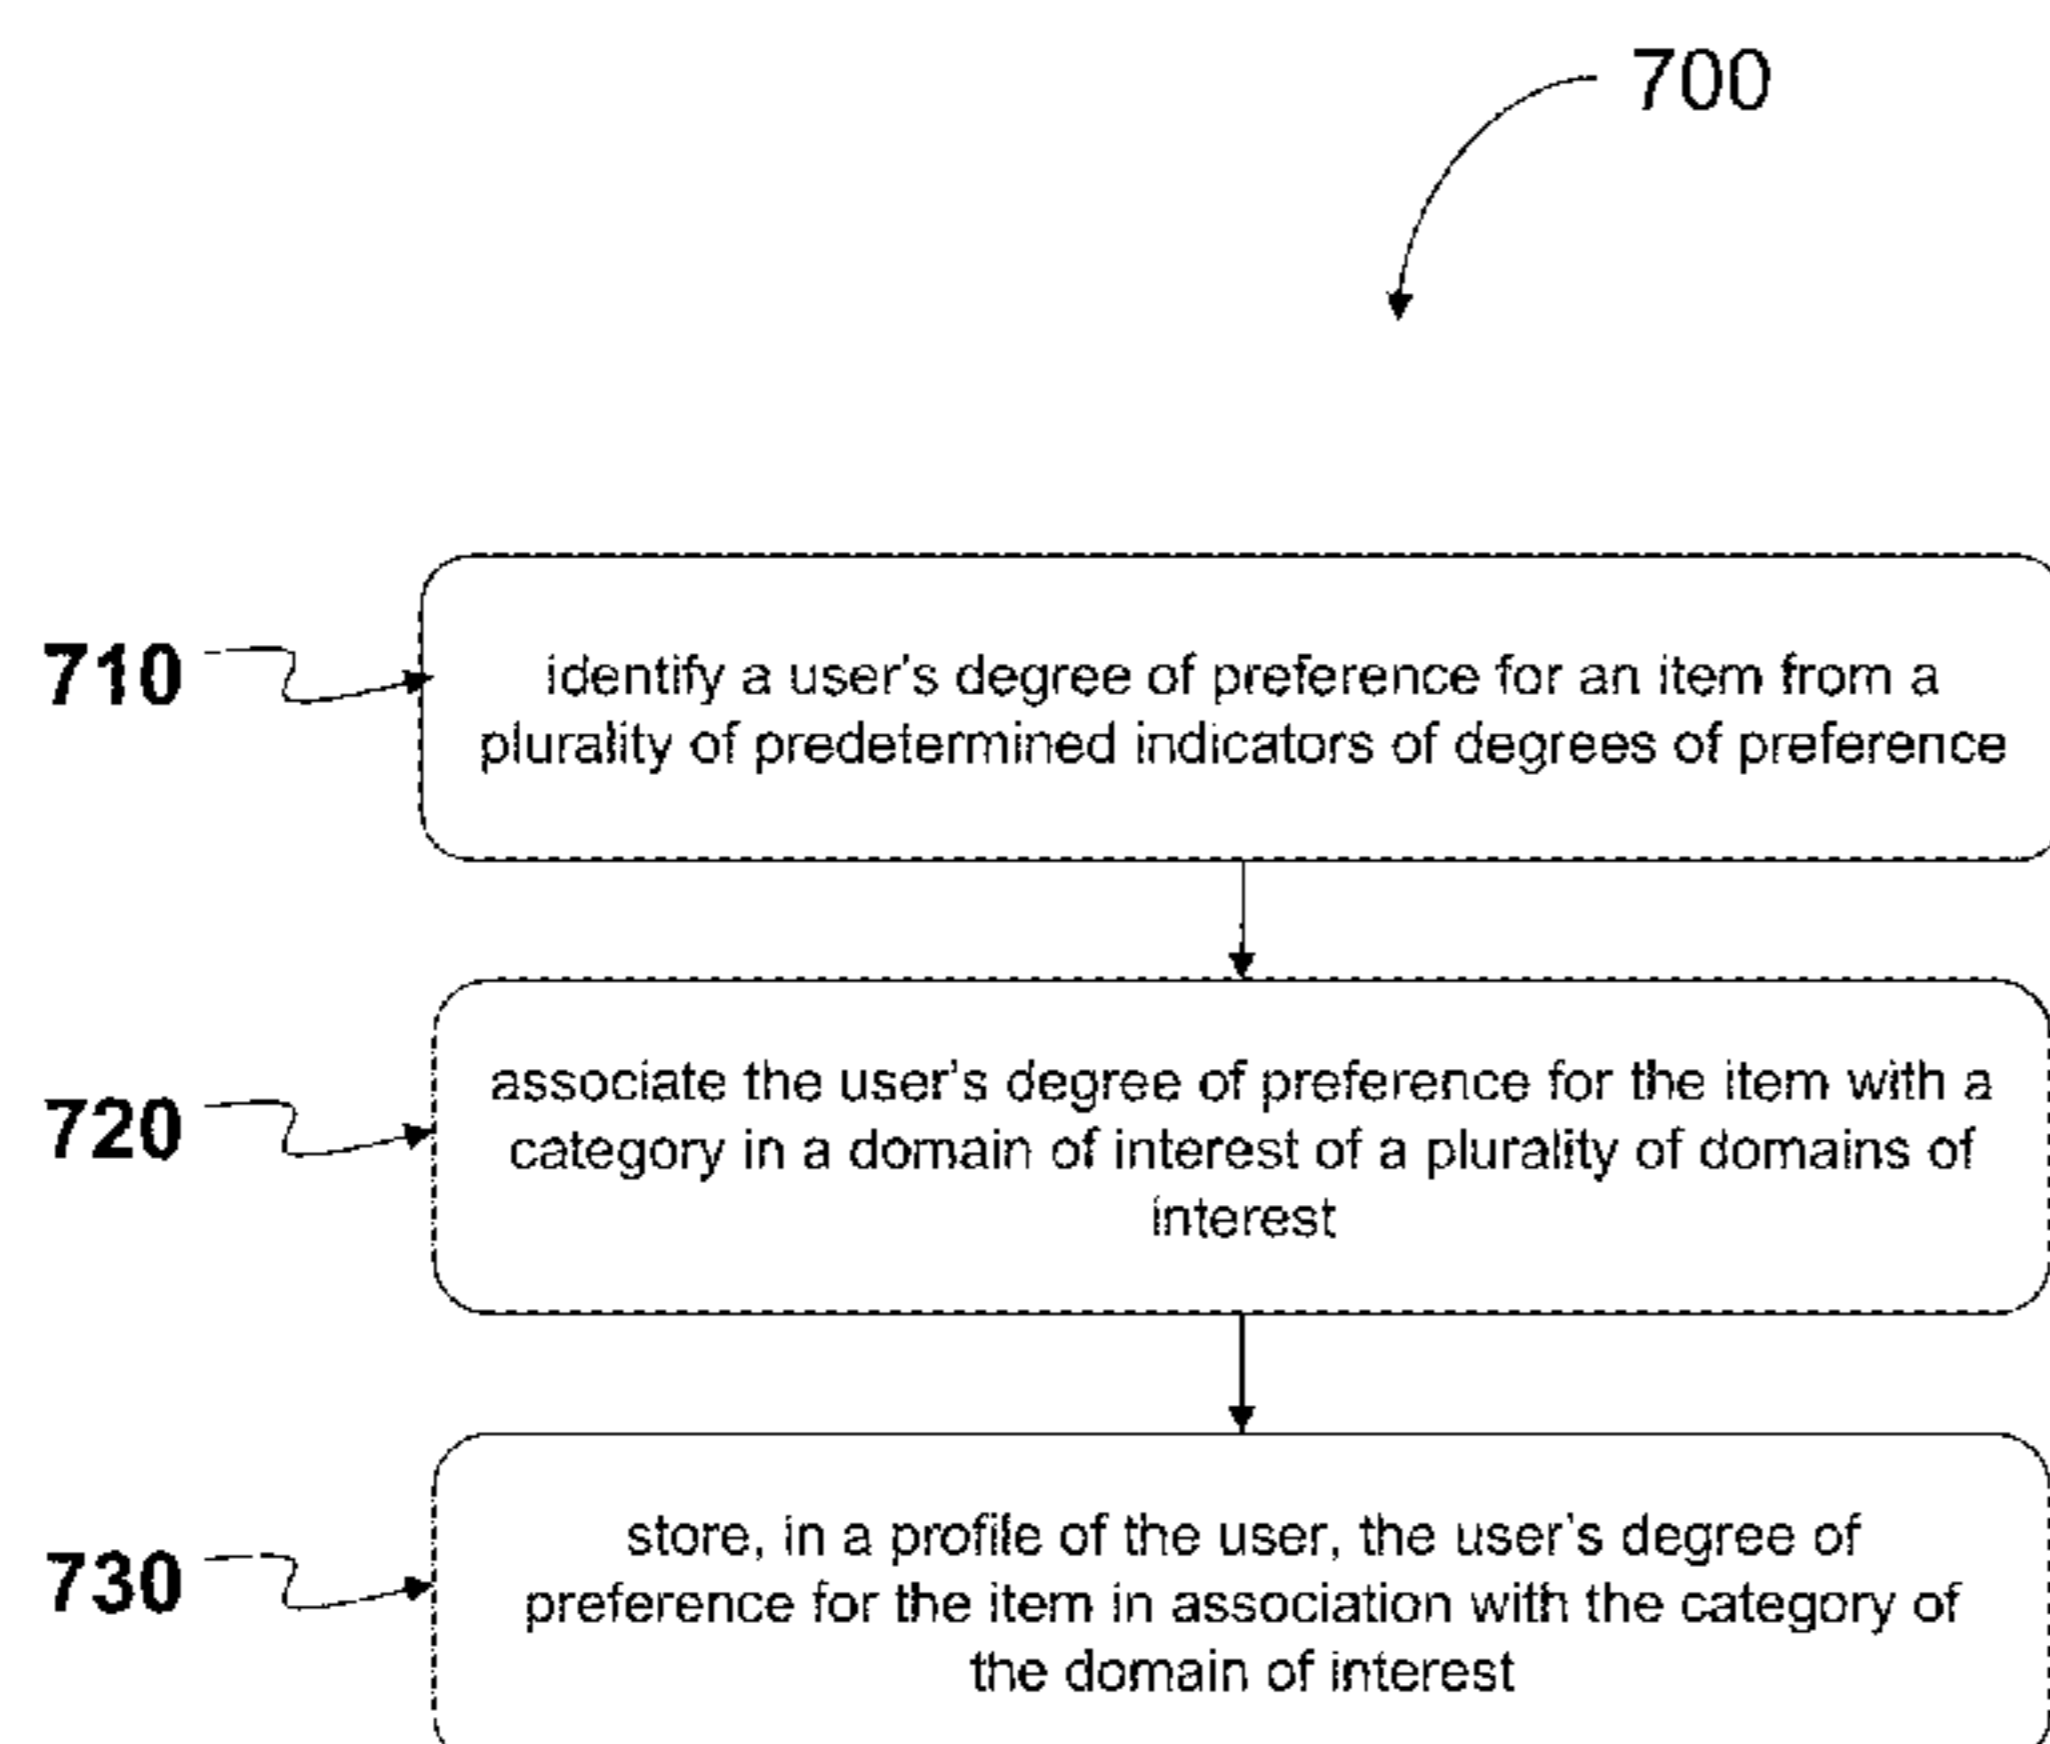 700
710
identify a user's degree of preference for an item from a
plurality of predetermined indicators of degrees of preference
720
associate the user's degree of preference for the item with a
category in a domain of interest of a plurality of domains of
interest
730
store, in a profile of the user, the user's degree of
preference for the item in association with the category of
the domain of interest